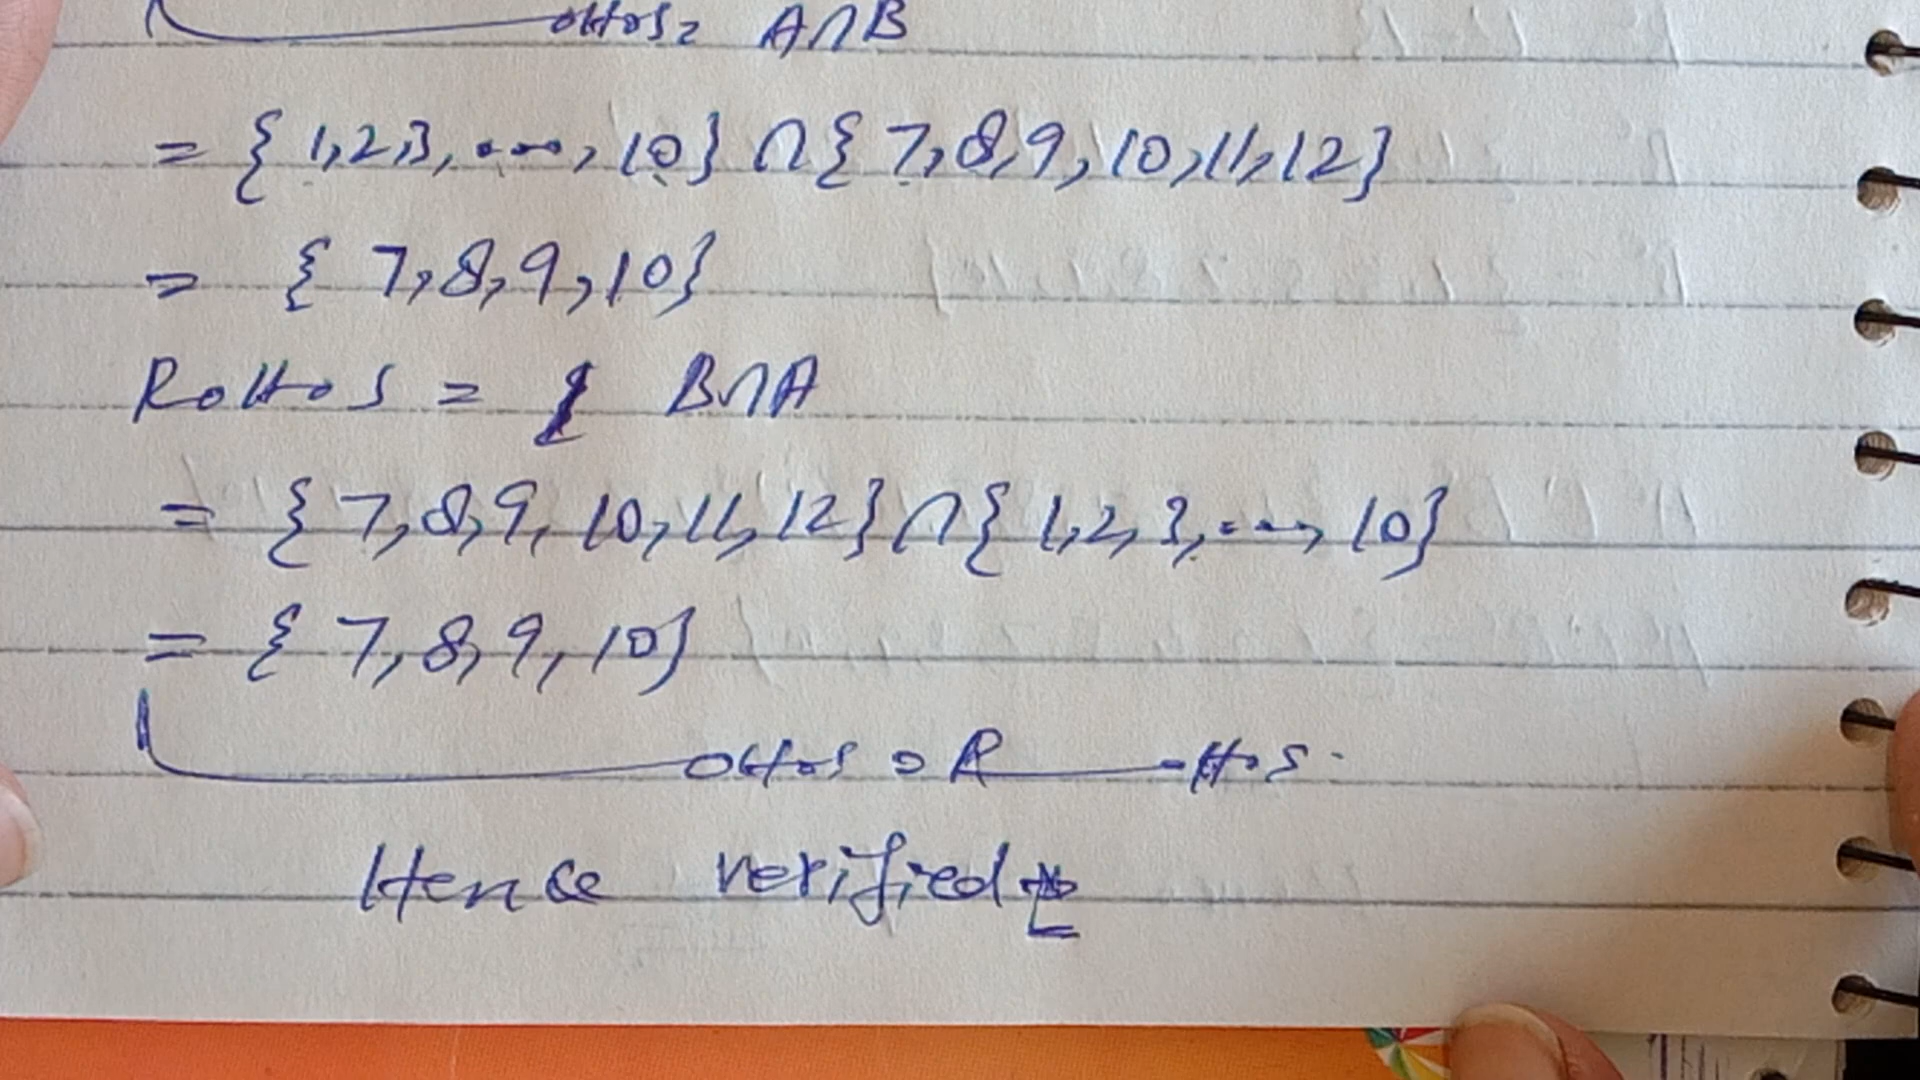 L.H.S = A∩B
= { 1,2,3, ...., 10} ∩ { 7,8,9,10,11,12}
= { 7,8,9,10}
R.H.S = B∩A
= { 7,8,9,10,11,12} ∩ { 1,2,3,...,10}
= { 7,8,9,10}
L.H.S = R.H.S.
Hence verified